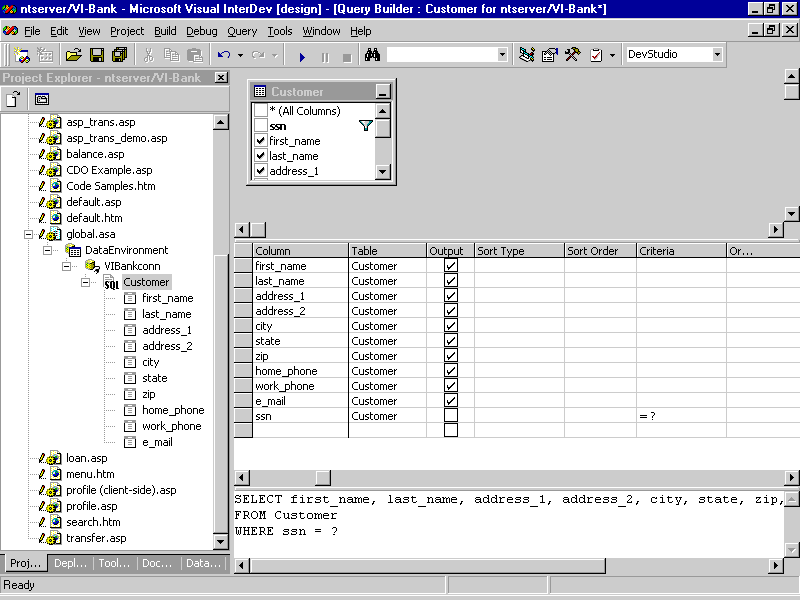 ntserver/VI-Bank - Microsoft Visual InterDev [design] - [Query Builder : Customer for ntserver/VI-Bank*]
File Edit View Project Build Debug Query Tools Window Help
DevStudio
Project Explorer - ntserver/VI-Bank
asp_trans.asp
asp_trans_demo.asp
balance.asp
CDO Example.asp
Code Samples.htm
default.asp
default.htm
global.asa
DataEnvironment
VIBankconn
SQL Customer
first_name
last_name
address_1
address_2
city
state
zip
home_phone
work_phone
e_mail
loan.asp
menu.htm
profile (client-side).asp
profile.asp
search.htm
transfer.asp
Proj... Depl... Tool... Doc... Data...
Customer
* (All Columns)
ssn
first_name
last_name
address_1
Column Table Output Sort Type Sort Order Criteria Or...
first_name Customer
last_name Customer
address_1 Customer
address_2 Customer
city Customer
state Customer
zip Customer
home_phone Customer
work_phone Customer
e_mail Customer
ssn Customer = ?
SELECT first_name, last_name, address_1, address_2, city, state, zip,
FROM Customer
WHERE ssn = ?
Ready